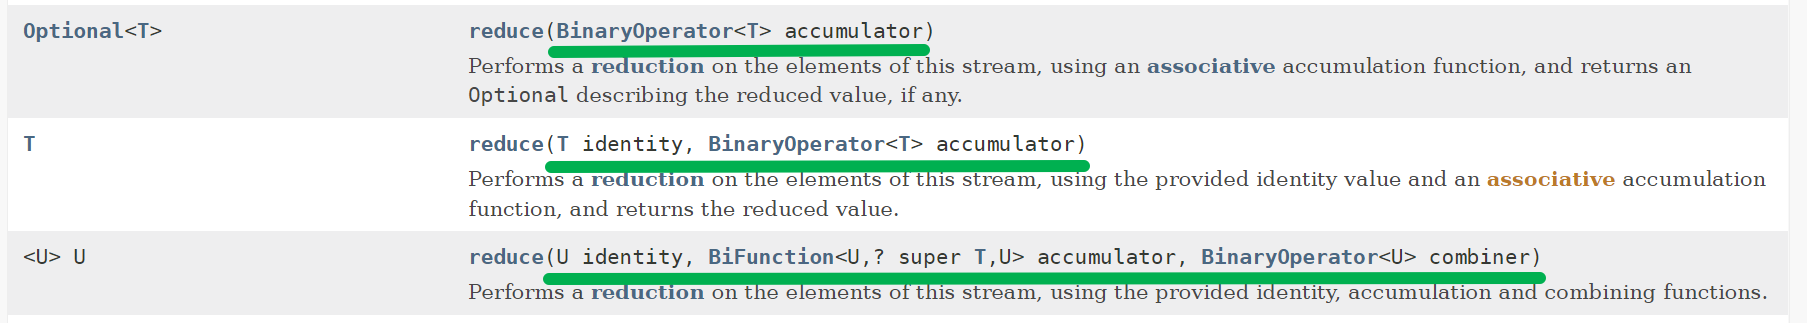 Optional<T> reduce(BinaryOperator<T> accumulator)
Performs a reduction on the elements of this stream, using an associative accumulation function, and returns an
Optional describing the reduced value, if any.
T reduce(T identity, BinaryOperator<T> accumulator)
Performs a reduction on the elements of this stream, using the provided identity value and an associative accumulation
function, and returns the reduced value.
<U> U reduce(U identity, BiFunction<U,? super T,U> accumulator, BinaryOperator<U> combiner)
Performs a reduction on the elements of this stream, using the provided identity, accumulation and combining functions.